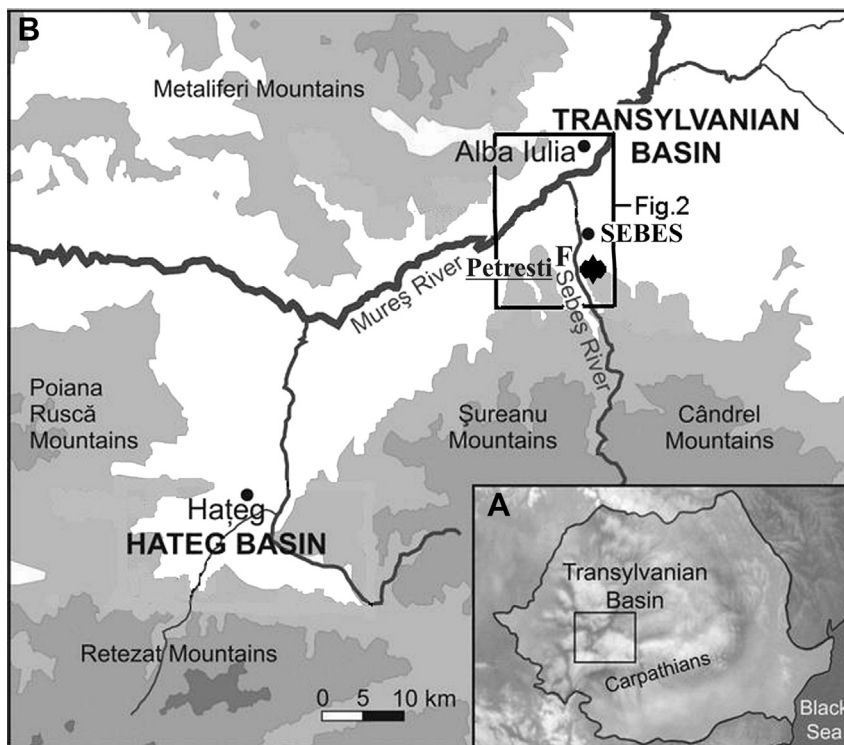 B
Metaliferi Mountains
TRANSYLVANIAN
BASIN
Alba Iulia
Fig.2
SEBES
F
Petresti
Mureş River
Sebeş River
Poiana
Ruscă
Mountains
Şureanu
Mountains
Cândrel
Mountains
Haţeg
HATEG BASIN
Retezat Mountains
0 5 10 km
A
Transylvanian
Basin
Carpathians
Black
Sea